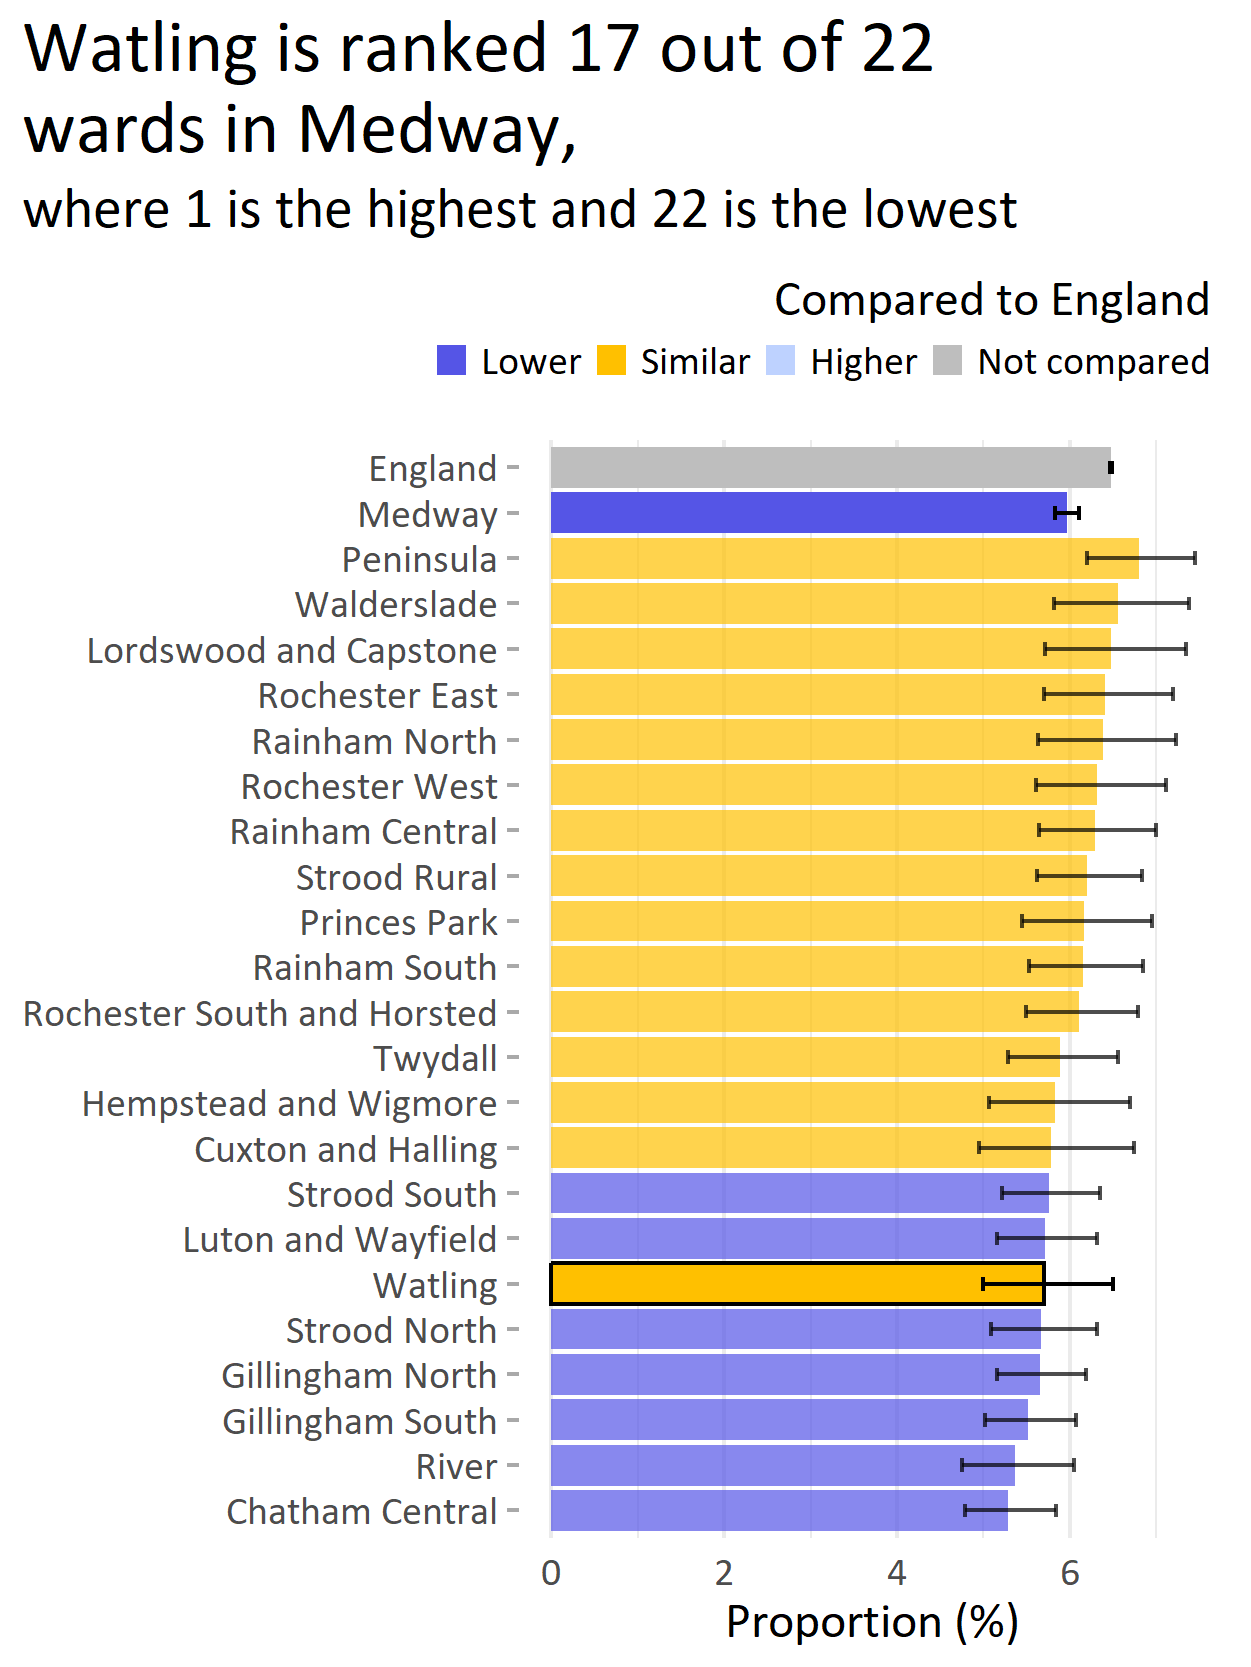 Watling is ranked 17 out of 22
wards in Medway,
where 1 is the highest and 22 is the lowest
Compared to England
Lower Similar Higher Not compared
England
Medway
Peninsula
Walderslade
Lordswood and Capstone
Rochester East
Rainham North
Rochester West
Rainham Central
Strood Rural
Princes Park
Rainham South
Rochester South and Horsted
Twydall
Hempstead and Wigmore
Cuxton and Halling
Strood South
Luton and Wayfield
Watling
Strood North
Gillingham North
Gillingham South
River
Chatham Central
0 2 4 6
Proportion (%)